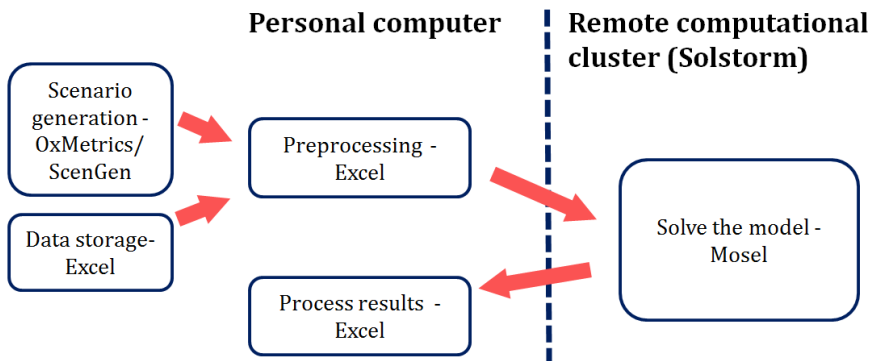 Personal computer
Remote computational
cluster (Solstorm)
Scenario
generation -
OxMetrics/
ScenGen
Preprocessing -
Excel
Data storage-
Excel
Solve the model -
Mosel
Process results -
Excel